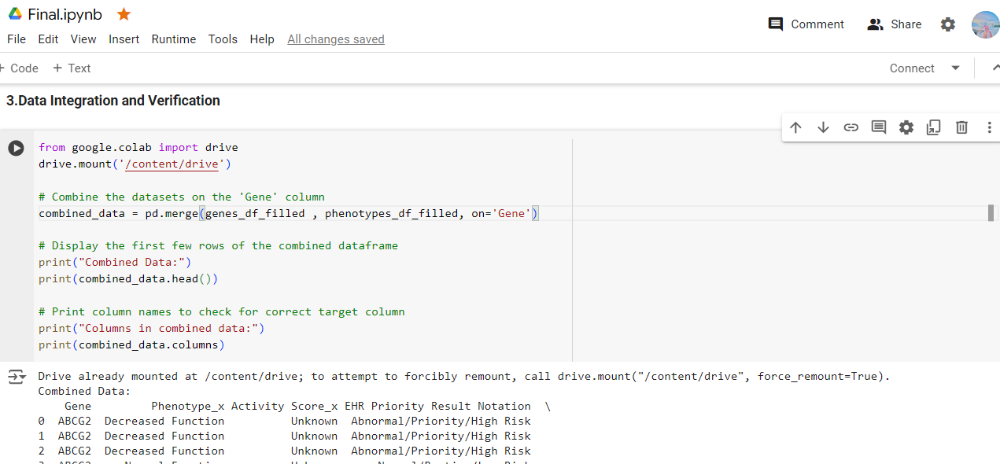 Final.ipynb
Comment
Share
File Edit View Insert Runtime Tools Help All changes saved
+ Code + Text
Connect
3.Data Integration and Verification
from google.colab import drive
drive.mount('/content/drive')
# Combine the datasets on the 'Gene' column
combined_data = pd.merge(genes_df_filled , phenotypes_df_filled, on='Gene')
# Display the first few rows of the combined dataframe
print("Combined Data:")
print(combined_data.head())
# Print column names to check for correct target column
print("Columns in combined data:")
print(combined_data.columns)
Drive already mounted at /content/drive; to attempt to forcibly remount, call drive.mount("/content/drive", force_remount=True).
Combined Data:
Gene Phenotype_x Activity Score_x EHR Priority Result Notation \
0 ABCG2 Decreased Function Unknown Abnormal/Priority/High Risk
1 ABCG2 Decreased Function Unknown Abnormal/Priority/High Risk
2 ABCG2 Decreased Function Unknown Abnormal/Priority/High Risk